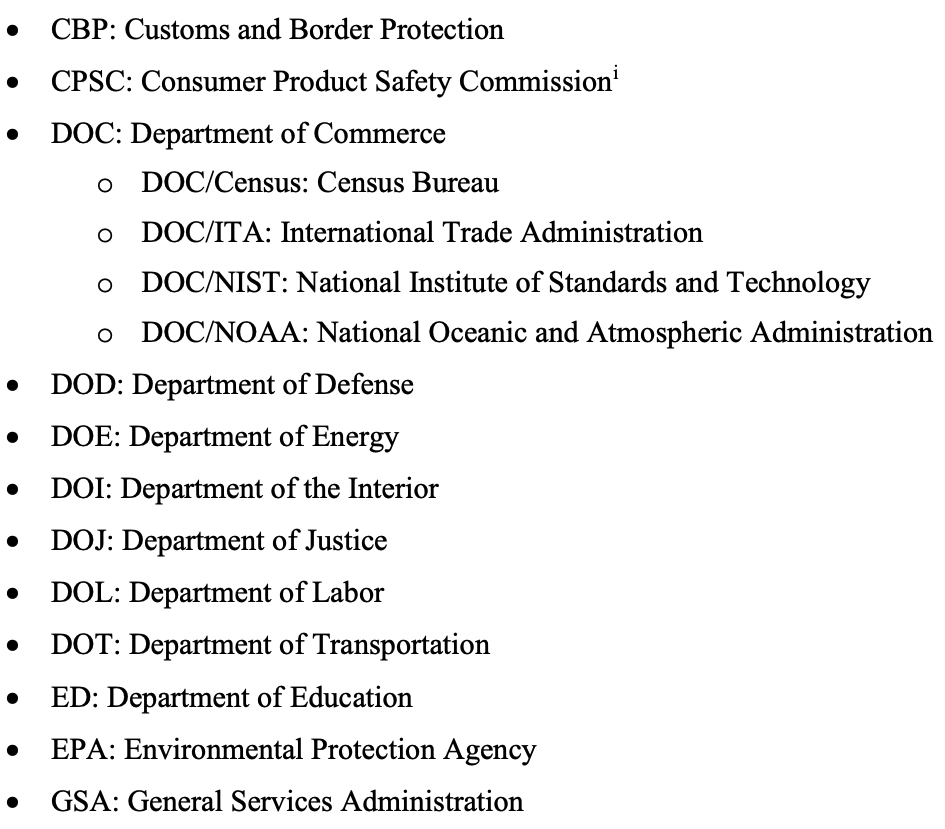 • CBP: Customs and Border Protection
• CPSC: Consumer Product Safety Commissionⁱ
• DOC: Department of Commerce
o DOC/Census: Census Bureau
o DOC/ITA: International Trade Administration
o DOC/NIST: National Institute of Standards and Technology
o DOC/NOAA: National Oceanic and Atmospheric Administration
• DOD: Department of Defense
• DOE: Department of Energy
• DOI: Department of the Interior
• DOJ: Department of Justice
• DOL: Department of Labor
• DOT: Department of Transportation
• ED: Department of Education
• EPA: Environmental Protection Agency
• GSA: General Services Administration